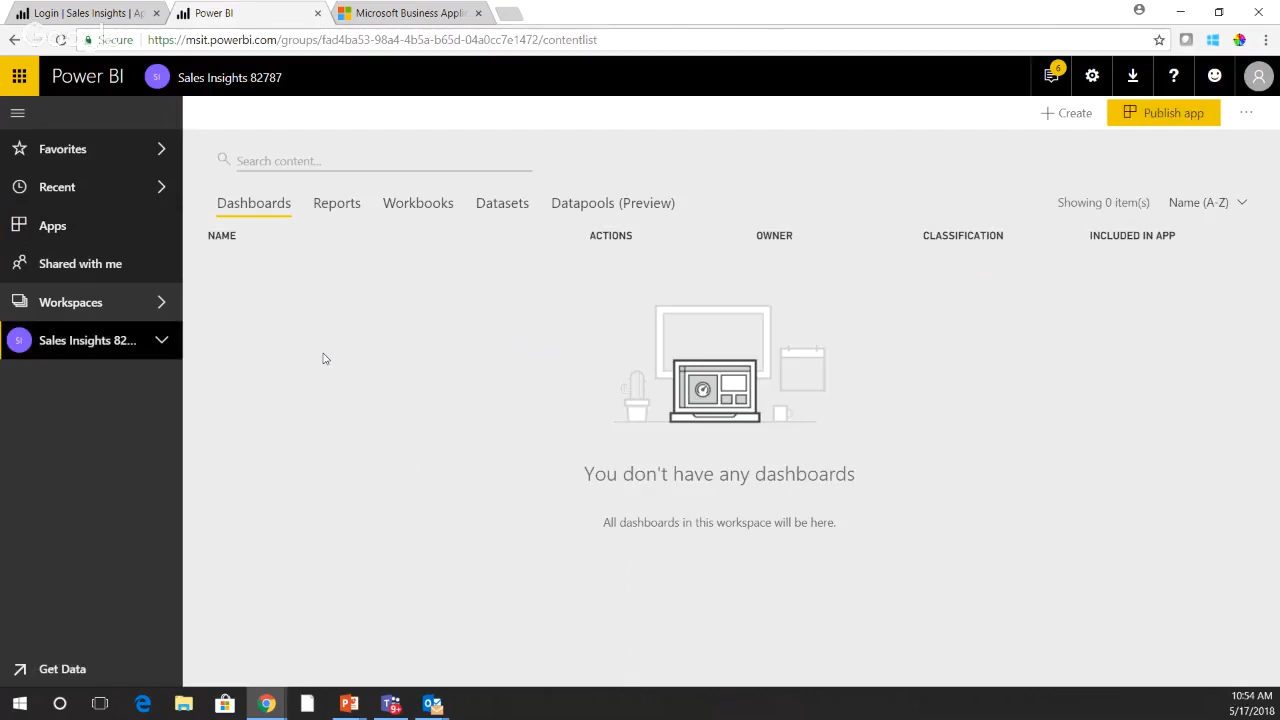 Login | Sales Insights | Ap
Power BI
Microsoft Business Applic
Secure
https://msit.powerbi.com/groups/fad4ba53-98a4-4b5a-b65d-04a0cc7e1472/contentlist
Power BI
SI
Sales Insights 82787
6
?
Create
Publish app
Favorites
Search content...
Recent
Dashboards
Reports
Workbooks
Datasets
Datapools (Preview)
Showing 0 item(s)
Name (A-Z)
Apps
NAME
ACTIONS
OWNER
CLASSIFICATION
INCLUDED IN APP
Shared with me
Workspaces
SI
Sales Insights 82...
You don't have any dashboards
All dashboards in this workspace will be here.
Get Data
9+
10:54 AM
5/17/2018